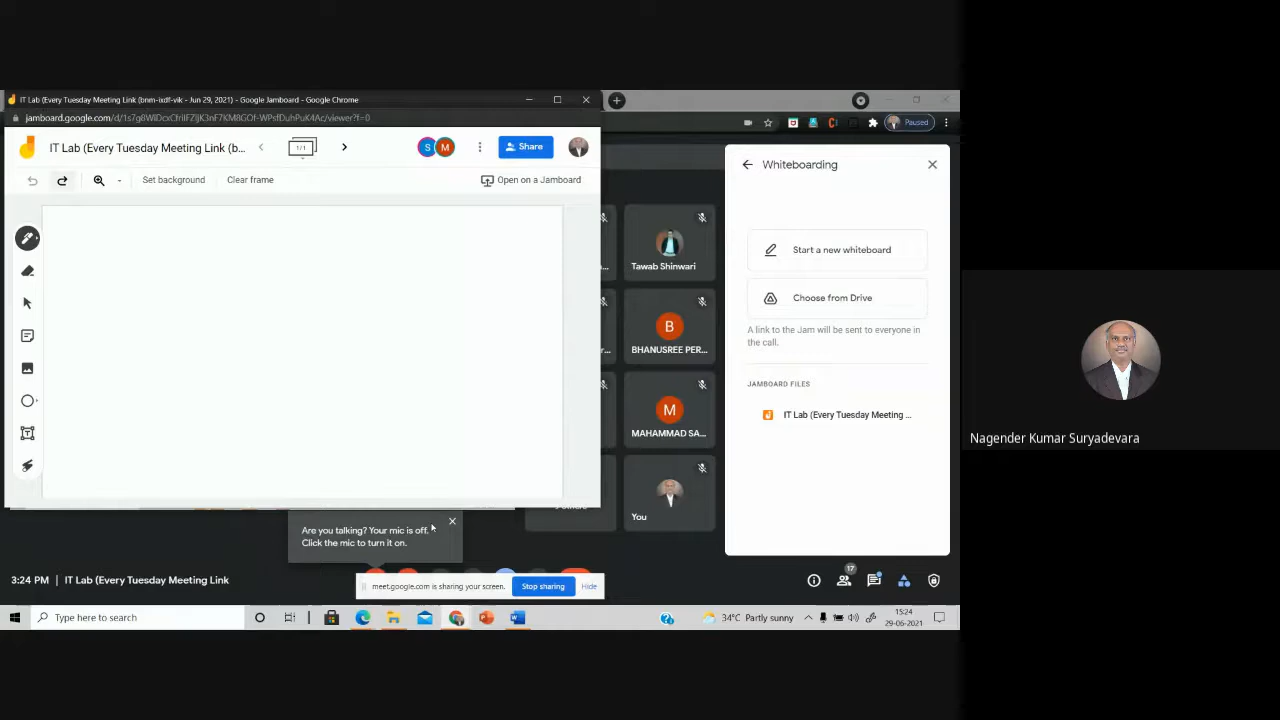 IT Lab (Every Tuesday Meeting Link (bnm-ixdf-vik - Jun 29, 2021) - Google Jamboard - Google Chrome
IT Lab (Every Tuesday Meeting Link (b...
1/1
S
M
Share
Set background
Clear frame
Open on a Jamboard
Paused
Whiteboarding
Start a new whiteboard
Choose from Drive
A link to the Jam will be sent to everyone in
the call.
JAMBOARD FILES
IT Lab (Every Tuesday Meeting ...
Tawab Shinwari
B
BHANUSREE PER...
M
MAHAMMAD SA...
You
Are you talking? Your mic is off.
Click the mic to turn it on.
3:24 PM | IT Lab (Every Tuesday Meeting Link
meet.google.com is sharing your screen.
Stop sharing
Hide
17
Type here to search
34°C Partly sunny
15:24
29-06-2021
Nagender Kumar Suryadevara